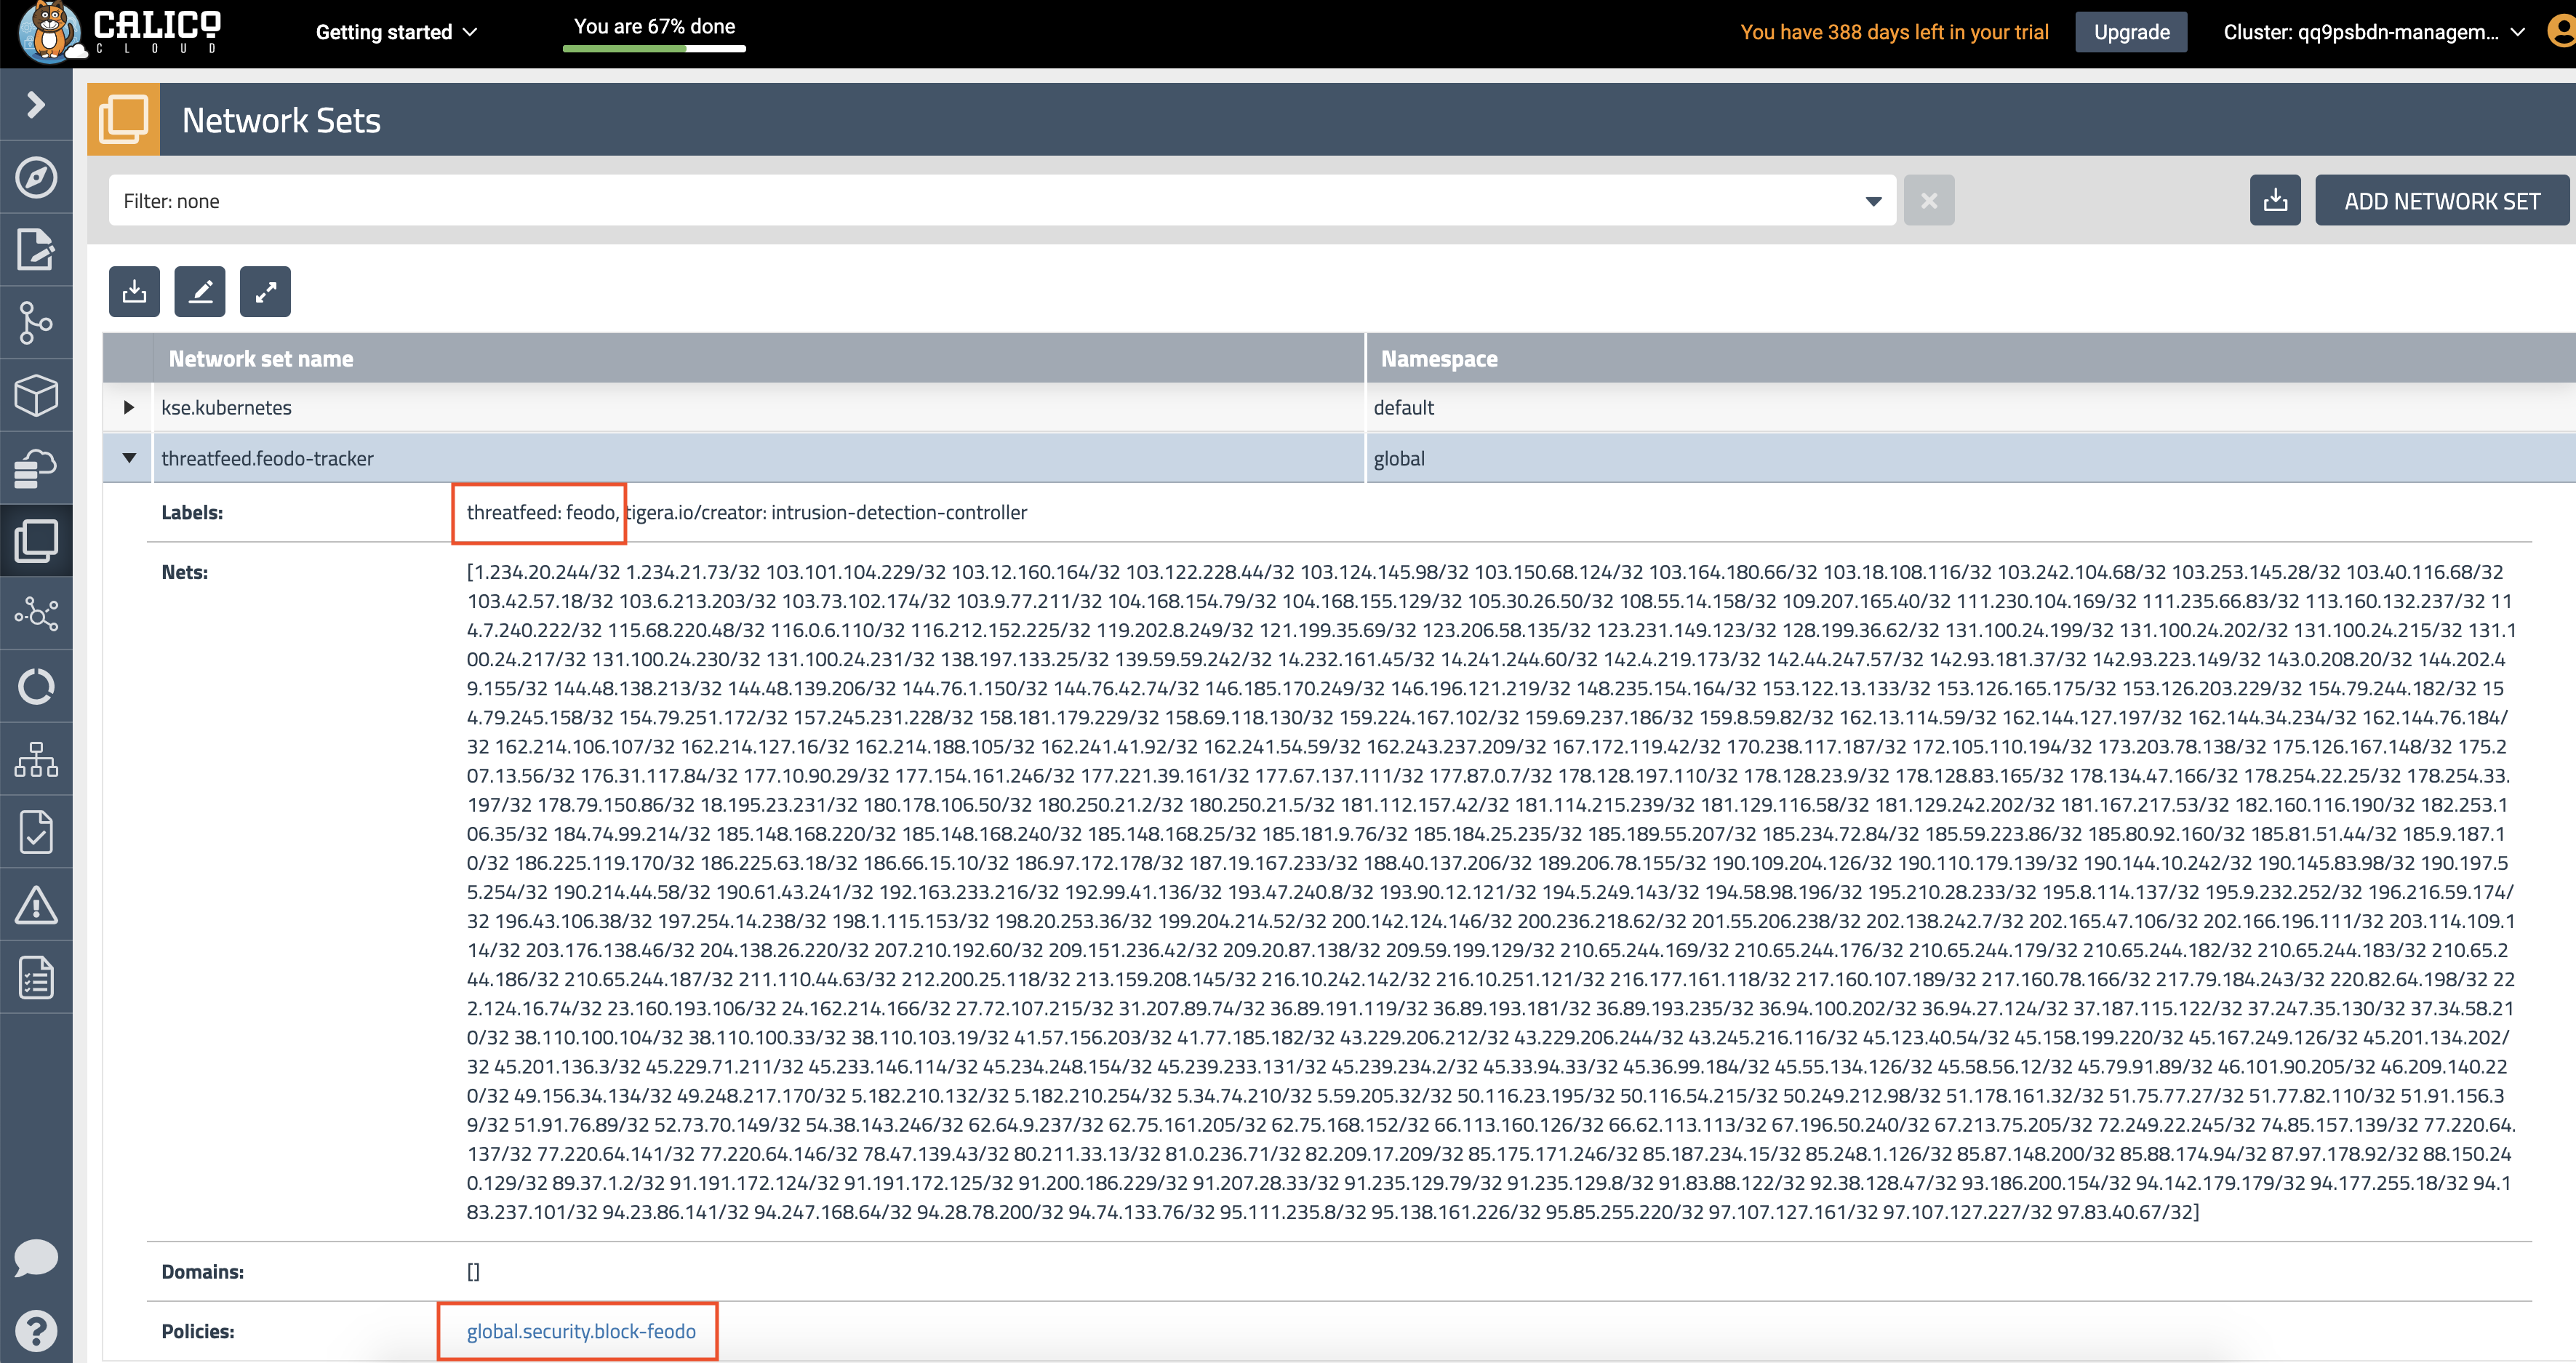 CALICO
CLOUD
Getting started
You are 67% done
You have 388 days left in your trial
Upgrade
Cluster: qq9psbdn-managem...
Network Sets
Filter: none
ADD NETWORK SET
Network set name
Namespace
kse.kubernetes
default
threatfeed.feodo-tracker
global
Labels:
threatfeed: feodo, tigera.io/creator: intrusion-detection-controller
Nets:
[1.234.20.244/32 1.234.21.73/32 103.101.104.229/32 103.12.160.164/32 103.122.228.44/32 103.124.145.98/32 103.150.68.124/32 103.164.180.66/32 103.18.108.116/32 103.242.104.68/32 103.253.145.28/32 103.40.116.68/32
103.42.57.18/32 103.6.213.203/32 103.73.102.174/32 103.9.77.211/32 104.168.154.79/32 104.168.155.129/32 105.30.26.50/32 108.55.14.158/32 109.207.165.40/32 111.230.104.169/32 111.235.66.83/32 113.160.132.237/32 11
4.7.240.222/32 115.68.220.48/32 116.0.6.110/32 116.212.152.225/32 119.202.8.249/32 121.199.35.69/32 123.206.58.135/32 123.231.149.123/32 128.199.36.62/32 131.100.24.199/32 131.100.24.202/32 131.100.24.215/32 131.1
00.24.217/32 131.100.24.230/32 131.100.24.231/32 138.197.133.25/32 139.59.59.242/32 14.232.161.45/32 14.241.244.60/32 142.4.219.173/32 142.44.247.57/32 142.93.181.37/32 142.93.223.149/32 143.0.208.20/32 144.202.4
9.155/32 144.48.138.213/32 144.48.139.206/32 144.76.1.150/32 144.76.42.74/32 146.185.170.249/32 146.196.121.219/32 148.235.154.164/32 153.122.13.133/32 153.126.165.175/32 153.126.203.229/32 154.79.244.182/32 15
4.79.245.158/32 154.79.251.172/32 157.245.231.228/32 158.181.179.229/32 158.69.118.130/32 159.224.167.102/32 159.69.237.186/32 159.8.59.82/32 162.13.114.59/32 162.144.127.197/32 162.144.34.234/32 162.144.76.184/
32 162.214.106.107/32 162.214.127.16/32 162.214.188.105/32 162.241.41.92/32 162.241.54.59/32 162.243.237.209/32 167.172.119.42/32 170.238.117.187/32 172.105.110.194/32 173.203.78.138/32 175.126.167.148/32 175.2
07.13.56/32 176.31.117.84/32 177.10.90.29/32 177.154.161.246/32 177.221.39.161/32 177.67.137.111/32 177.87.0.7/32 178.128.197.110/32 178.128.23.9/32 178.128.83.165/32 178.134.47.166/32 178.254.22.25/32 178.254.33.
197/32 178.79.150.86/32 18.195.23.231/32 180.178.106.50/32 180.250.21.2/32 180.250.21.5/32 181.112.157.42/32 181.114.215.239/32 181.129.116.58/32 181.129.242.202/32 181.167.217.53/32 182.160.116.190/32 182.253.1
06.35/32 184.74.99.214/32 185.148.168.220/32 185.148.168.240/32 185.148.168.25/32 185.181.9.76/32 185.184.25.235/32 185.189.55.207/32 185.234.72.84/32 185.59.223.86/32 185.80.92.160/32 185.81.51.44/32 185.9.187.1
0/32 186.225.119.170/32 186.225.63.18/32 186.66.15.10/32 186.97.172.178/32 187.19.167.233/32 188.40.137.206/32 189.206.78.155/32 190.109.204.126/32 190.110.179.139/32 190.144.10.242/32 190.145.83.98/32 190.197.5
5.254/32 190.214.44.58/32 190.61.43.241/32 192.163.233.216/32 192.99.41.136/32 193.47.240.8/32 193.90.12.121/32 194.5.249.143/32 194.58.98.196/32 195.210.28.233/32 195.8.114.137/32 195.9.232.252/32 196.216.59.174/
32 196.43.106.38/32 197.254.14.238/32 198.1.115.153/32 198.20.253.36/32 199.204.214.52/32 200.142.124.146/32 200.236.218.62/32 201.55.206.238/32 202.138.242.7/32 202.165.47.106/32 202.166.196.111/32 203.114.109.1
14/32 203.176.138.46/32 204.138.26.220/32 207.210.192.60/32 209.151.236.42/32 209.20.87.138/32 209.59.199.129/32 210.65.244.169/32 210.65.244.176/32 210.65.244.179/32 210.65.244.182/32 210.65.244.183/32 210.65.2
44.186/32 210.65.244.187/32 211.110.44.63/32 212.200.25.118/32 213.159.208.145/32 216.10.242.142/32 216.10.251.121/32 216.177.161.118/32 217.160.107.189/32 217.160.78.166/32 217.79.184.243/32 220.82.64.198/32 22
2.124.16.74/32 23.160.193.106/32 24.162.214.166/32 27.72.107.215/32 31.207.89.74/32 36.89.191.119/32 36.89.193.181/32 36.89.193.235/32 36.94.100.202/32 36.94.27.124/32 37.187.115.122/32 37.247.35.130/32 37.34.58.21
0/32 38.110.100.104/32 38.110.100.33/32 38.110.103.19/32 41.57.156.203/32 41.77.185.182/32 43.229.206.212/32 43.229.206.244/32 43.245.216.116/32 45.123.40.54/32 45.158.199.220/32 45.167.249.126/32 45.201.134.202/
32 45.201.136.3/32 45.229.71.211/32 45.233.146.114/32 45.234.248.154/32 45.239.233.131/32 45.239.234.2/32 45.33.94.33/32 45.36.99.184/32 45.55.134.126/32 45.58.56.12/32 45.79.91.89/32 46.101.90.205/32 46.209.140.22
0/32 49.156.34.134/32 49.248.217.170/32 5.182.210.132/32 5.182.210.254/32 5.34.74.210/32 5.59.205.32/32 50.116.23.195/32 50.116.54.215/32 50.249.212.98/32 51.178.161.32/32 51.75.77.27/32 51.77.82.110/32 51.91.156.3
9/32 51.91.76.89/32 52.73.70.149/32 54.38.143.246/32 62.64.9.237/32 62.75.161.205/32 62.75.168.152/32 66.113.160.126/32 66.62.113.113/32 67.196.50.240/32 67.213.75.205/32 72.249.22.245/32 74.85.157.139/32 77.220.64.
137/32 77.220.64.141/32 77.220.64.146/32 78.47.139.43/32 80.211.33.13/32 81.0.236.71/32 82.209.17.209/32 85.175.171.246/32 85.187.234.15/32 85.248.1.126/32 85.87.148.200/32 85.88.174.94/32 87.97.178.92/32 88.150.24
0.129/32 89.37.1.2/32 91.191.172.124/32 91.191.172.125/32 91.200.186.229/32 91.207.28.33/32 91.235.129.79/32 91.235.129.8/32 91.83.88.122/32 92.38.128.47/32 93.186.200.154/32 94.142.179.179/32 94.177.255.18/32 94.1
83.237.101/32 94.23.86.141/32 94.247.168.64/32 94.28.78.200/32 94.74.133.76/32 95.111.235.8/32 95.138.161.226/32 95.85.255.220/32 97.107.127.161/32 97.107.127.227/32 97.83.40.67/32]
Domains:
[]
Policies:
global.security.block-feodo